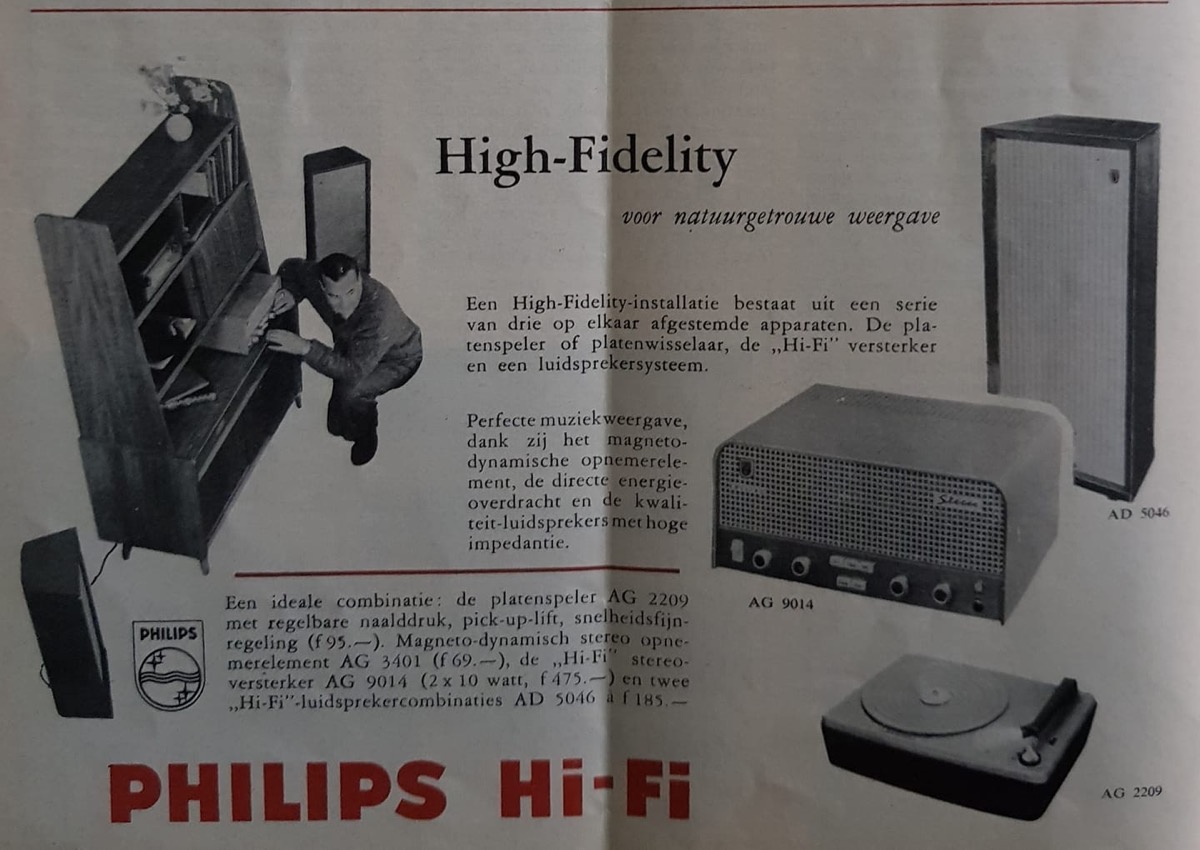 High-Fidelity
voor natuurgetrouwe weergave
Een High-Fidelity-installatie bestaat uit een serie
van drie op elkaar afgestemde apparaten. De pla-
tenspeler of platenwisselaar, de „Hi-Fi” versterker
en een luidsprekersysteem.
Perfecte muziekweergave,
dank zij het magneto-
dynamische opnemerele-
ment, de directe energie-
overdracht en de kwali-
teit-luidsprekers met hoge
impedantie.
Stereo
AD 5046
AG 9014
Een ideale combinatie: de platenspeler AG 2209
met regelbare naalddruk, pick-up-lift, snelheidsfijn-
regeling (f 95.—). Magneto-dynamisch stereo opne-
merelement AG 3401 (f 69.—), de „Hi-Fi” stereo-
versterker AG 9014 (2 x 10 watt, f 475.—) en twee
„Hi-Fi”-luidsprekercombinaties AD 5046 à f 185.—
PHILIPS
PHILIPS Hi-Fi
AG 2209